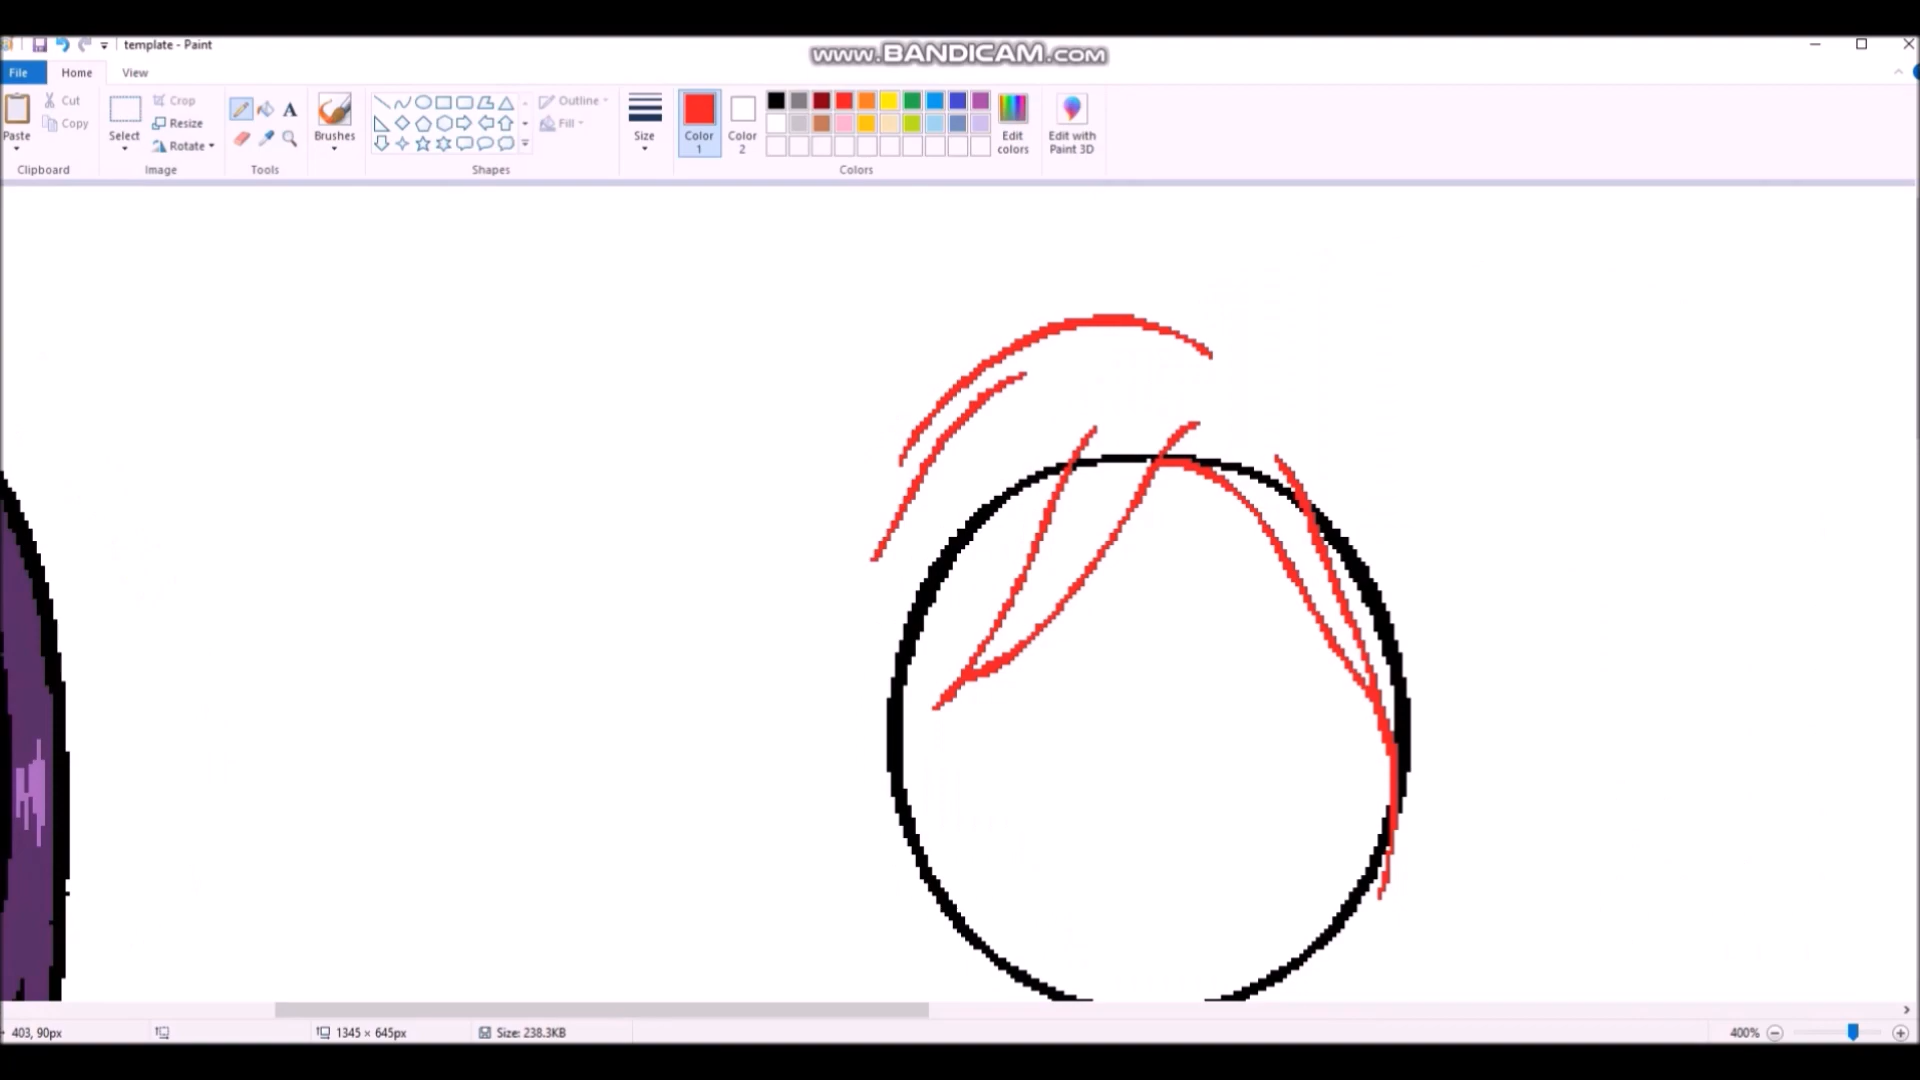 template - Paint
www.BANDICAM.com
File Home View
Paste
Cut
Copy
Clipboard
Select
Crop
Resize
Rotate
Image
A
Tools
Brushes
Outline
Fill
Shapes
Size
Color 1
Color 2
Edit colors
Edit with Paint 3D
Colors
403, 90px
1345 × 645px
Size: 238.3KB
400%